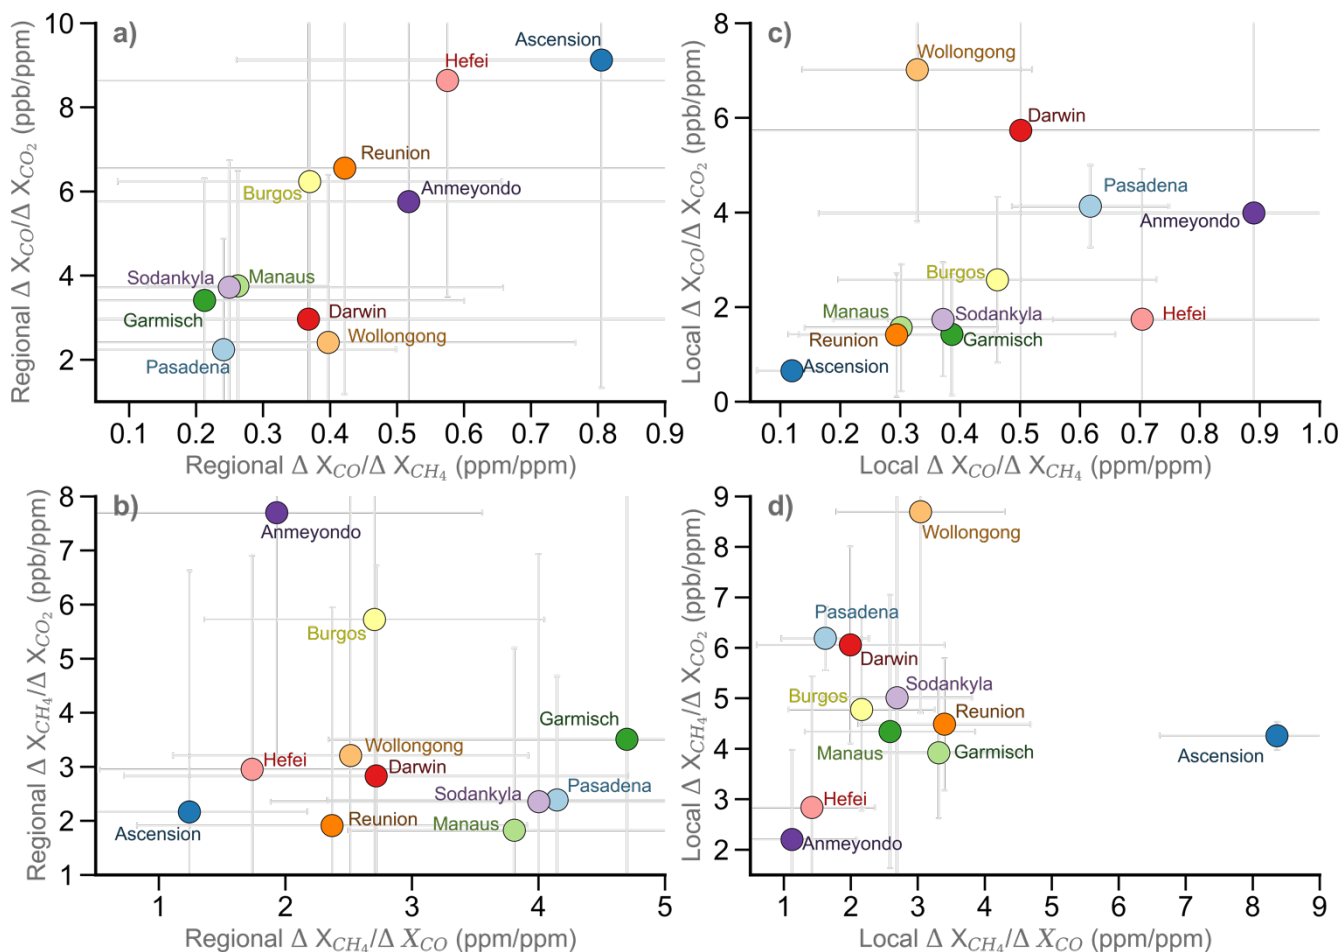 a)
10
8
6
4
2
Regional Δ X_CO/Δ X_CO₂ (ppb/ppm)
Ascension
Hefei
Reunion
Burgos
Anmeyondo
Sodankyla
Manaus
Garmisch
Darwin
Wollongong
Pasadena
0.1 0.2 0.3 0.4 0.5 0.6 0.7 0.8 0.9
Regional Δ X_CO/Δ X_CH₄ (ppm/ppm)
c)
8
6
4
2
0
Local Δ X_CO/Δ X_CO₂ (ppb/ppm)
Wollongong
Darwin
Pasadena
Anmeyondo
Burgos
Manaus
Sodankyla
Hefei
Reunion
Garmisch
Ascension
0.1 0.2 0.3 0.4 0.5 0.6 0.7 0.8 0.9 1.0
Local Δ X_CO/Δ X_CH₄ (ppm/ppm)
b)
8
7
6
5
4
3
2
1
Regional Δ X_CH₄/Δ X_CO₂ (ppb/ppm)
Anmeyondo
Burgos
Garmisch
Wollongong
Hefei
Darwin
Pasadena
Sodankyla
Ascension
Reunion
Manaus
1 2 3 4 5
Regional Δ X_CH₄/Δ X_CO (ppm/ppm)
d)
9
8
7
6
5
4
3
2
Local Δ X_CH₄/Δ X_CO₂ (ppb/ppm)
Wollongong
Pasadena
Darwin
Sodankyla
Burgos
Reunion
Manaus
Garmisch
Ascension
Hefei
Anmeyondo
1 2 3 4 5 6 7 8 9
Local Δ X_CH₄/Δ X_CO (ppm/ppm)